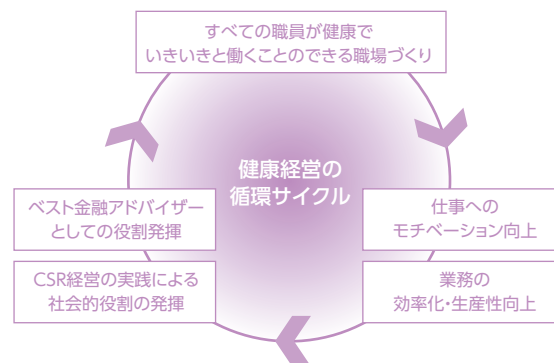 すべての職員が健康で
いきいきと働くことのできる職場づくり
健康経営の
循環サイクル
仕事への
モチベーション向上
業務の
効率化・生産性向上
ベスト金融アドバイザー
としての役割発揮
CSR経営の実践による
社会的役割の発揮